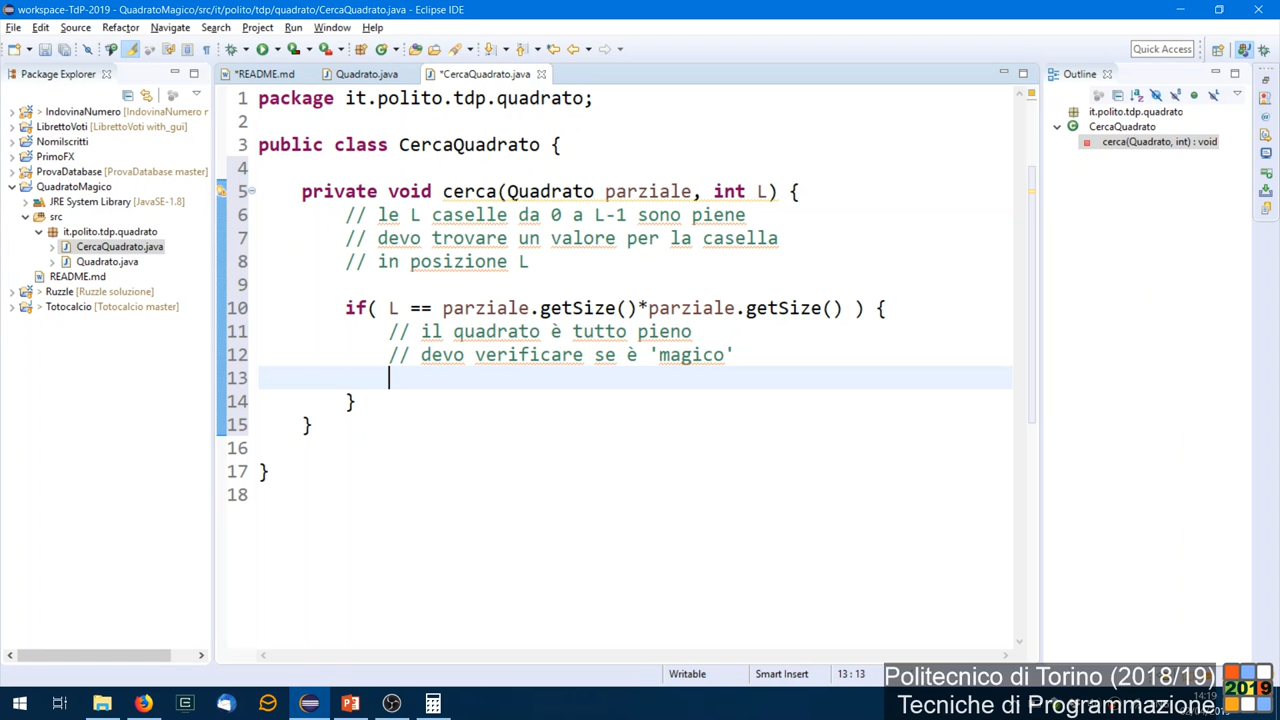 workspace-TdP-2019 - QuadratoMagico/src/it/polito/tdp/quadrato/CercaQuadrato.java - Eclipse IDE
File Edit Source Refactor Navigate Search Project Run Window Help
Quick Access
Package Explorer
*README.md
Quadrato.java
*CercaQuadrato.java
Outline
> IndovinaNumero [IndovinaNumero r
LibrettoVoti [LibrettoVoti with_gui]
NomiIscritti
PrimoFX
ProvaDatabase [ProvaDatabase master]
QuadratoMagico
JRE System Library [JavaSE-1.8]
src
it.polito.tdp.quadrato
CercaQuadrato.java
Quadrato.java
README.md
> Ruzzle [Ruzzle soluzione]
> Totocalcio [Totocalcio master]
1 package it.polito.tdp.quadrato;
2
3 public class CercaQuadrato {
4
5 private void cerca(Quadrato parziale, int L) {
6 // le L caselle da 0 a L-1 sono piene
7 // devo trovare un valore per la casella
8 // in posizione L
9
10 if( L == parziale.getSize()*parziale.getSize() ) {
11 // il quadrato è tutto pieno
12 // devo verificare se è 'magico'
13
14 }
15 }
16
17 }
18
it.polito.tdp.quadrato
CercaQuadrato
cerca(Quadrato, int) : void
Writable
Smart Insert
13 : 13
Politecnico di Torino (2018/19)
Tecniche di Programmazio
2019
14:19